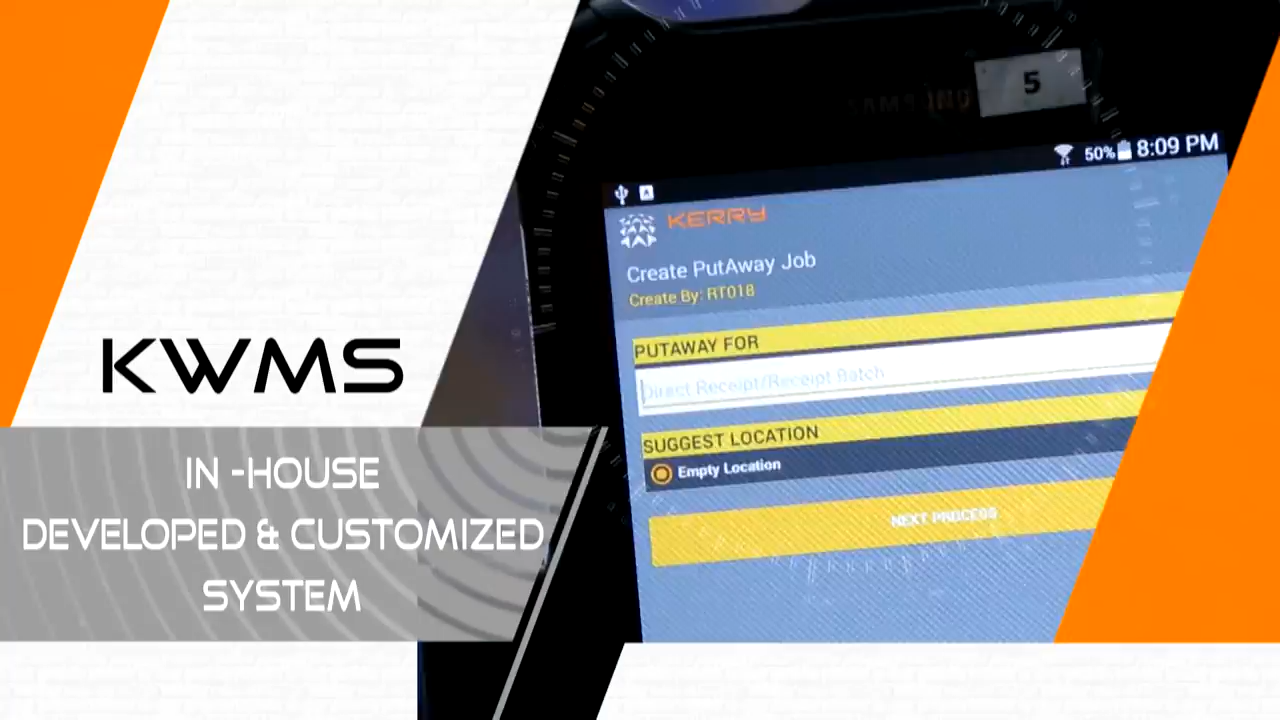 KWMS
IN -HOUSE
DEVELOPED & CUSTOMIZED
SYSTEM
SAMSUNG
5
50% 8:09 PM
KERRY
Create PutAway Job
Create By: RT018
PUTAWAY FOR
Direct Receipt/Receipt Batch
SUGGEST LOCATION
Empty Location
NEXT PROCESS